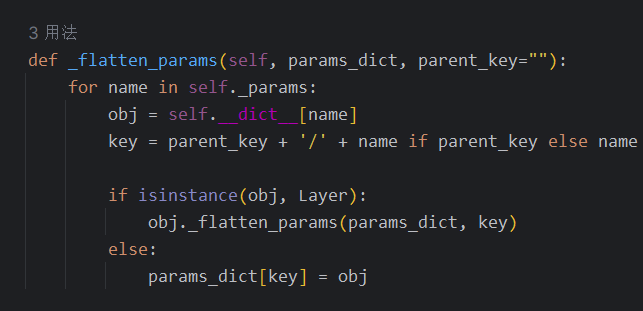 3 用法
def _flatten_params(self, params_dict, parent_key=""):
    for name in self._params:
        obj = self.__dict__[name]
        key = parent_key + '/' + name if parent_key else name
        if isinstance(obj, Layer):
            obj._flatten_params(params_dict, key)
        else:
            params_dict[key] = obj